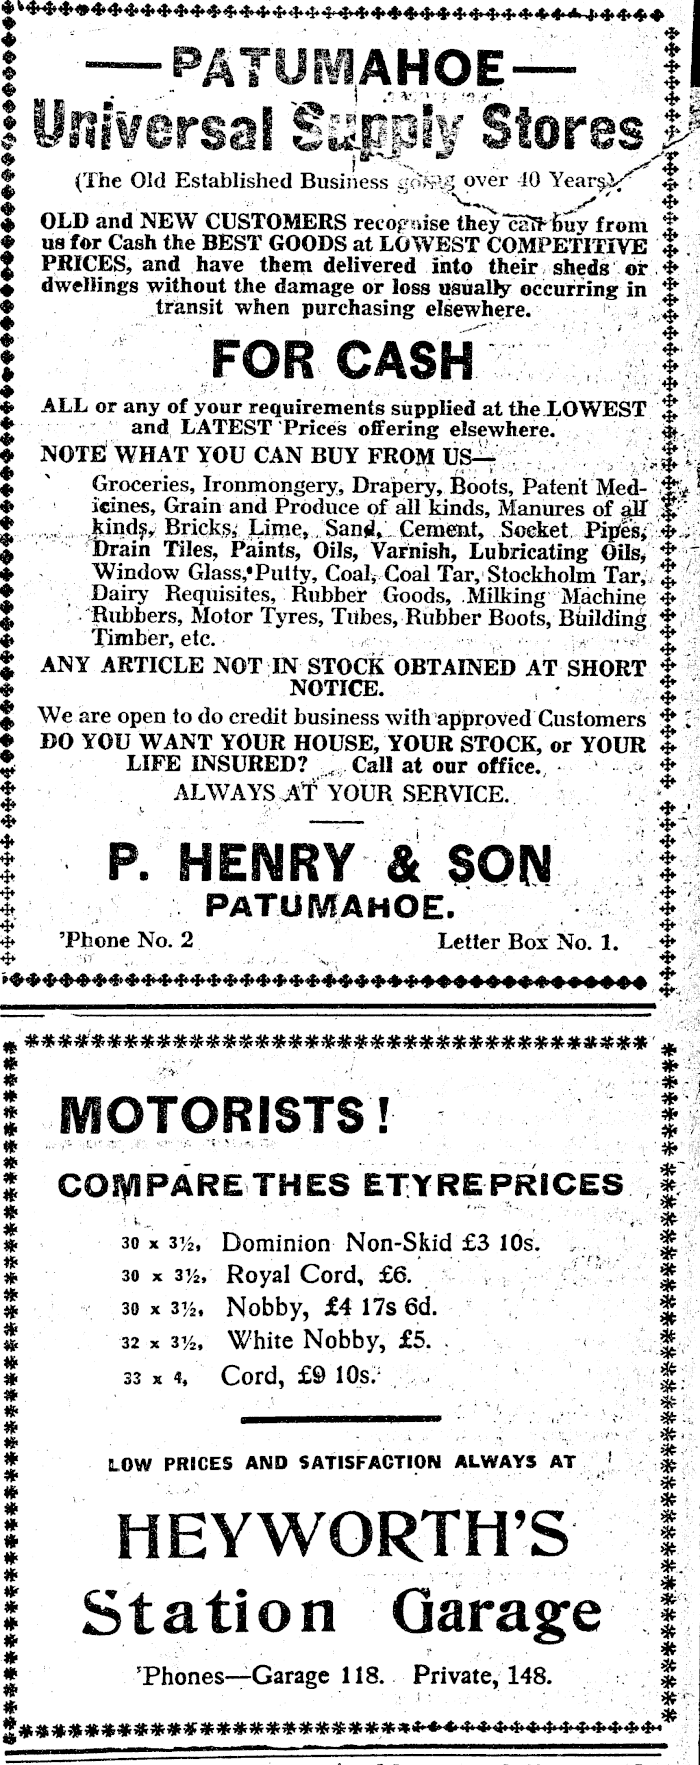 —PATUMAHOE—
Universal Supply Stores
(The Old Established Business going over 40 Years).
OLD and NEW CUSTOMERS recognise they can buy from
us for Cash the BEST GOODS at LOWEST COMPETITIVE
PRICES, and have them delivered into their sheds or
dwellings without the damage or loss usually occurring in
transit when purchasing elsewhere.
FOR CASH
ALL or any of your requirements supplied at the LOWEST
and LATEST Prices offering elsewhere.
NOTE WHAT YOU CAN BUY FROM US—
Groceries, Ironmongery, Drapery, Boots, Patent Med-
icines, Grain and Produce of all kinds, Manures of all
kinds, Bricks, Lime, Sand, Cement, Socket Pipes,
Drain Tiles, Paints, Oils, Varnish, Lubricating Oils,
Window Glass, Putty, Coal, Coal Tar, Stockholm Tar,
Dairy Requisites, Rubber Goods, Milking Machine
Rubbers, Motor Tyres, Tubes, Rubber Boots, Building
Timber, etc.
ANY ARTICLE NOT IN STOCK OBTAINED AT SHORT
NOTICE.
We are open to do credit business with approved Customers
DO YOU WANT YOUR HOUSE, YOUR STOCK, or YOUR
LIFE INSURED? Call at our office.
ALWAYS AT YOUR SERVICE.
P. HENRY & SON
PATUMAHOE.
'Phone No. 2 Letter Box No. 1.
MOTORISTS!
COMPARE THES ETYRE PRICES
30 x 3½, Dominion Non-Skid £3 10s.
30 x 3½, Royal Cord, £6.
30 x 3½, Nobby, £4 17s 6d.
32 x 3½, White Nobby, £5.
33 x 4, Cord, £9 10s.
LOW PRICES AND SATISFACTION ALWAYS AT
HEYWORTH'S
Station Garage
'Phones—Garage 118. Private, 148.